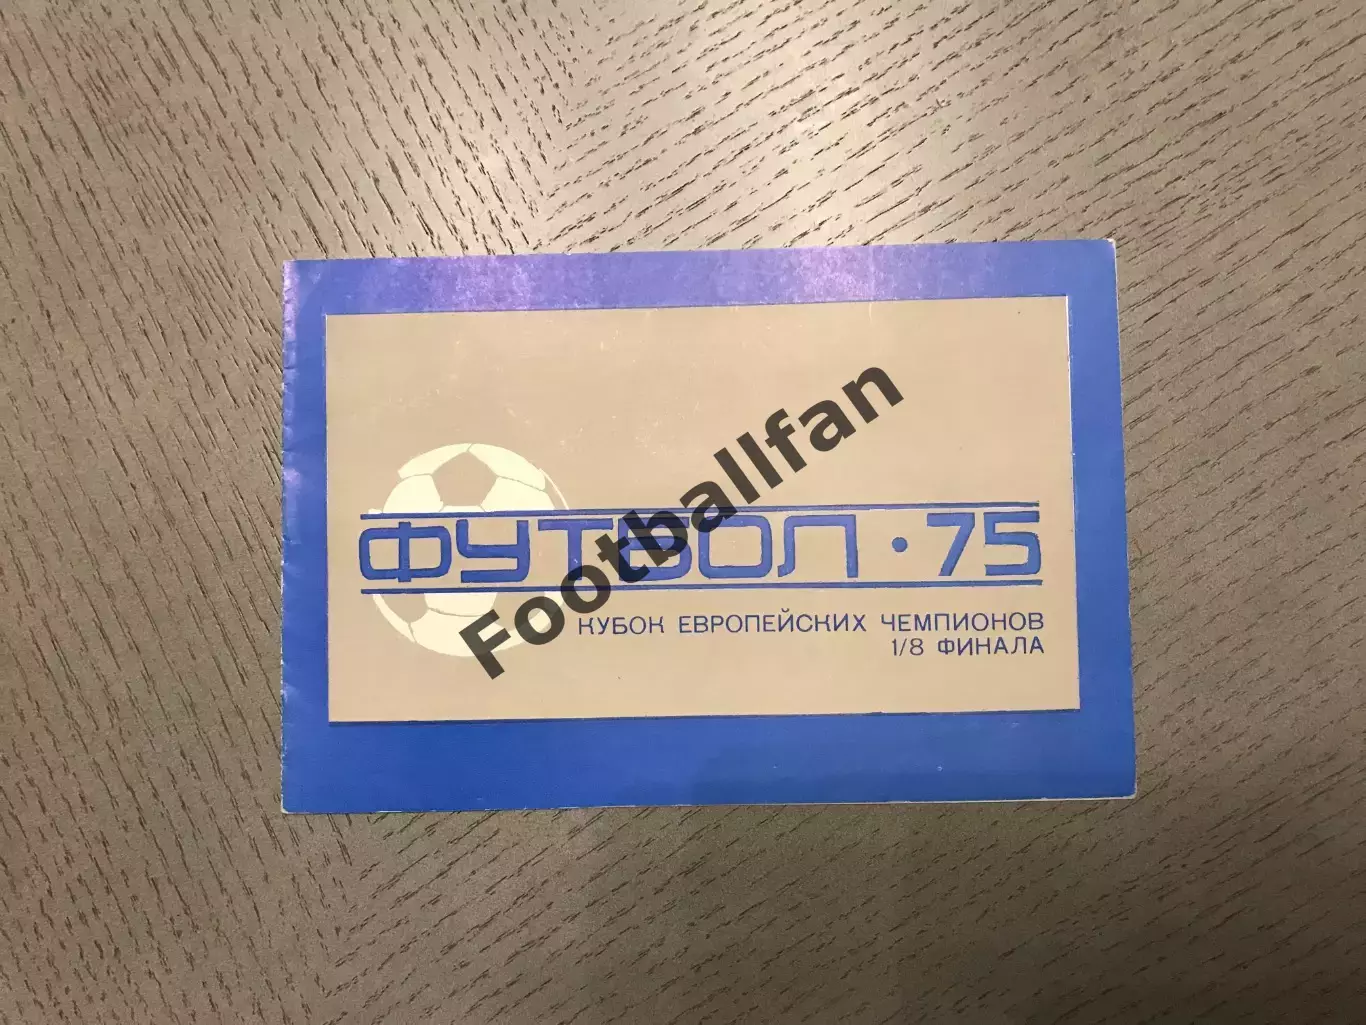 ФУТБОЛ · 75
КУБОК ЕВРОПЕЙСКИХ ЧЕМПИОНОВ
1/8 ФИНАЛА
Footballfan